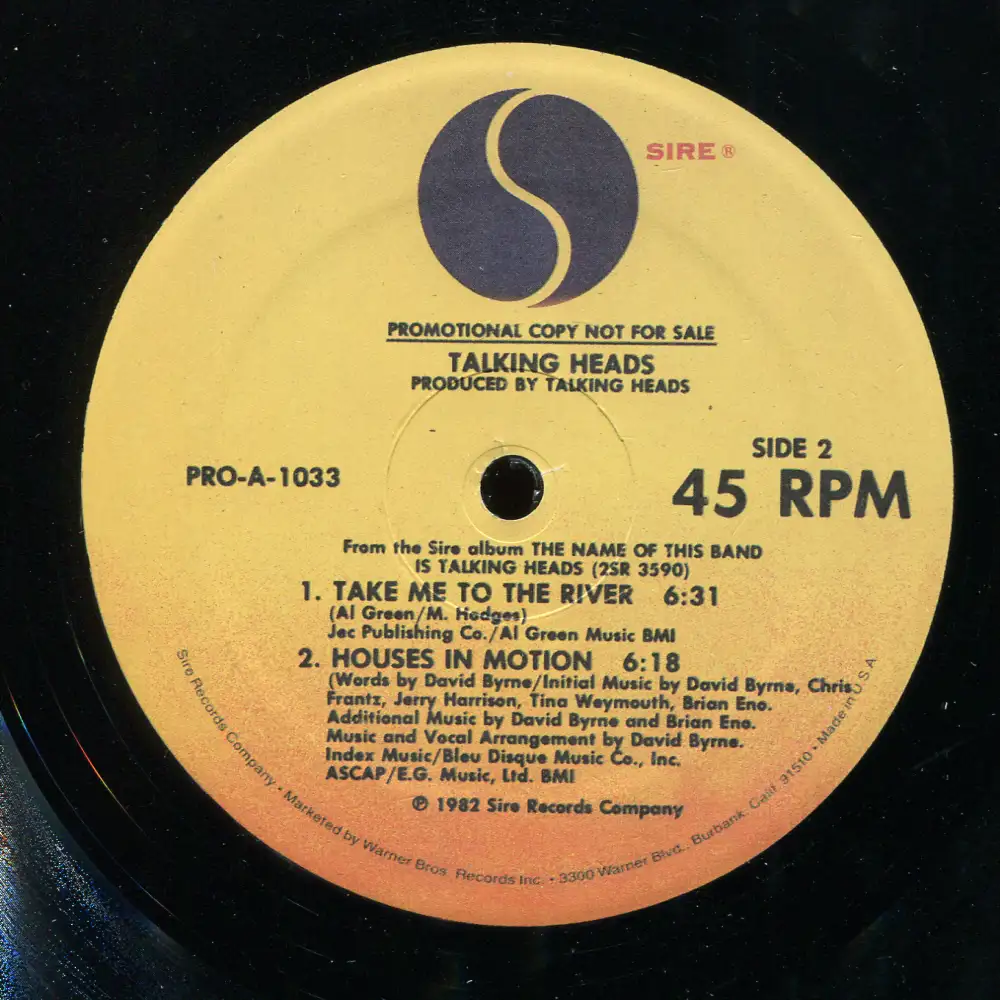 SIRE ®
PROMOTIONAL COPY NOT FOR SALE
TALKING HEADS
PRODUCED BY TALKING HEADS
SIDE 2
PRO-A-1033
45 RPM
From the Sire album THE NAME OF THIS BAND
IS TALKING HEADS (2SR 3590)
1. TAKE ME TO THE RIVER 6:31
(Al Green/M. Hodges)
Jec Publishing Co./Al Green Music BMI
2. HOUSES IN MOTION 6:18
(Words by David Byrne/Initial Music by David Byrne, Chris
Frantz, Jerry Harrison, Tina Weymouth, Brian Eno.
Additional Music by David Byrne and Brian Eno.
Music and Vocal Arrangement by David Byrne.
Index Music/Bleu Disque Music Co., Inc.
ASCAP/E.G. Music, Ltd. BMI
℗ 1982 Sire Records Company
Sire Records Company • Marketed by Warner Bros. Records Inc. • 3300 Warner Blvd., Burbank, Calif. 91510 • Made in U.S.A.